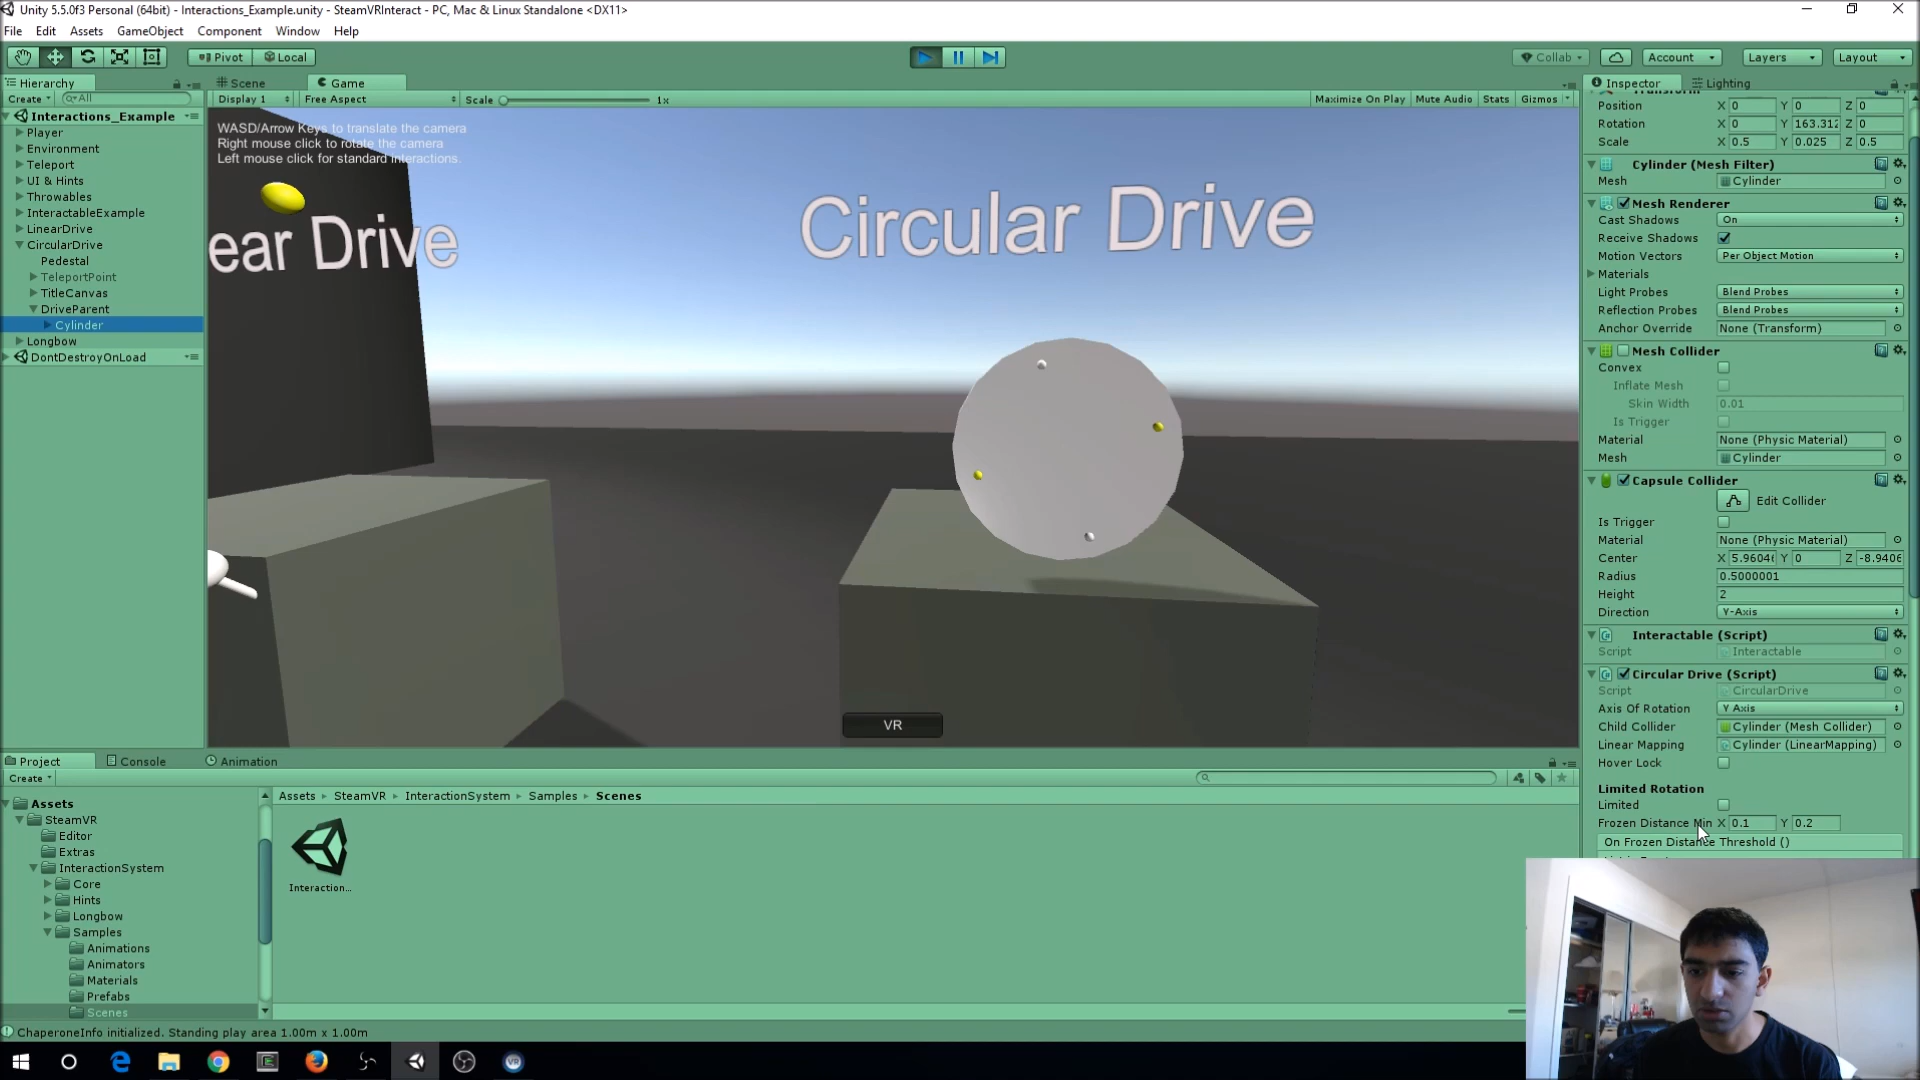 Unity 5.5.0f3 Personal (64bit) - Interactions_Example.unity - SteamVRInteract - PC, Mac & Linux Standalone <DX11>
File Edit Assets GameObject Component Window Help
Pivot Local
Collab Account Layers Layout
Hierarchy
Create All
Interactions_Example
Player
Environment
Teleport
UI & Hints
Throwables
InteractableExample
LinearDrive
CircularDrive
Pedestal
TeleportPoint
TitleCanvas
DriveParent
Cylinder
Longbow
DontDestroyOnLoad
Scene Game
Display 1 Free Aspect Scale 1x Maximize On Play Mute Audio Stats Gizmos
WASD/Arrow Keys to translate the camera
Right mouse click to rotate the camera
Left mouse click for standard interactions.
ear Drive
Circular Drive
VR
Inspector Lighting
Transform
Position X 0 Y 0 Z 0
Rotation X 0 Y 163.312 Z 0
Scale X 0.5 Y 0.025 Z 0.5
Cylinder (Mesh Filter)
Mesh Cylinder
Mesh Renderer
Cast Shadows On
Receive Shadows
Motion Vectors Per Object Motion
Materials
Light Probes Blend Probes
Reflection Probes Blend Probes
Anchor Override None (Transform)
Mesh Collider
Convex
Inflate Mesh
Skin Width 0.01
Is Trigger
Material None (Physic Material)
Mesh Cylinder
Capsule Collider
Edit Collider
Is Trigger
Material None (Physic Material)
Center X 5.9604 Y 0 Z -8.9406
Radius 0.5000001
Height 2
Direction Y-Axis
Interactable (Script)
Script Interactable
Circular Drive (Script)
Script CircularDrive
Axis Of Rotation Y Axis
Child Collider Cylinder (Mesh Collider)
Linear Mapping Cylinder (LinearMapping)
Hover Lock
Limited Rotation
Limited
Frozen Distance Min X 0.1 Y 0.2
On Frozen Distance Threshold ()
Project Console Animation
Create
Assets
SteamVR
Editor
Extras
InteractionSystem
Core
Hints
Longbow
Samples
Animations
Animators
Materials
Prefabs
Scenes
Assets SteamVR InteractionSystem Samples Scenes
Interaction...
ChaperoneInfo initialized. Standing play area 1.00m x 1.00m